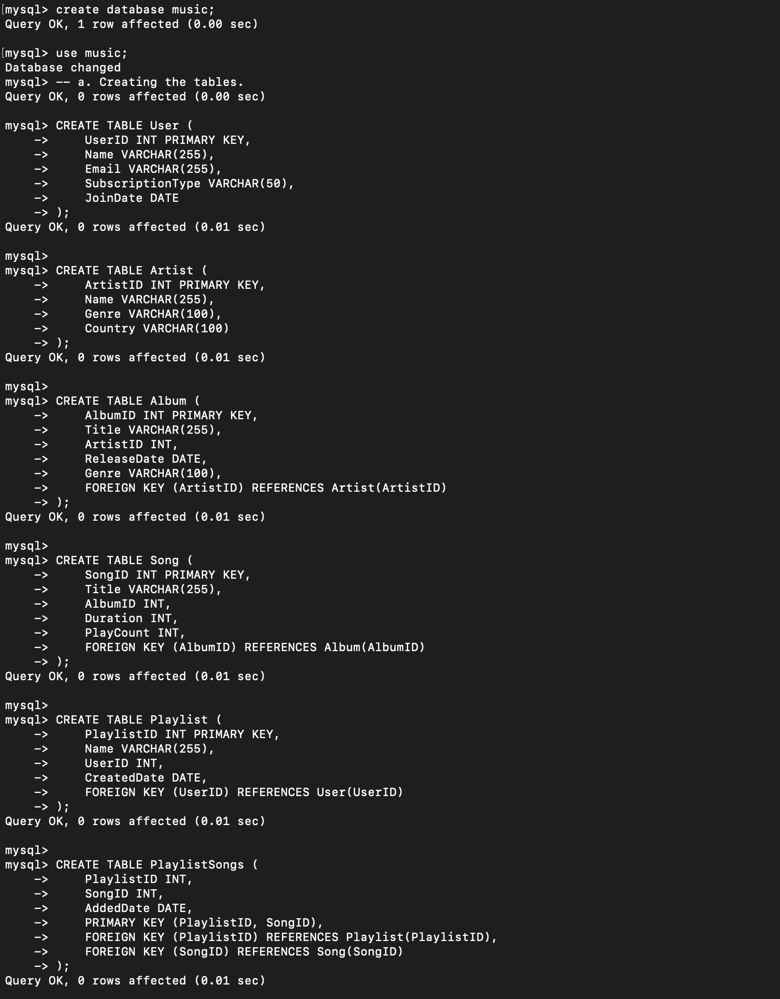 [mysql> create database music;
Query OK, 1 row affected (0.00 sec)

[mysql> use music;
Database changed
mysql> -- a. Creating the tables.
Query OK, 0 rows affected (0.00 sec)

mysql> CREATE TABLE User (
    ->     UserID INT PRIMARY KEY,
    ->     Name VARCHAR(255),
    ->     Email VARCHAR(255),
    ->     SubscriptionType VARCHAR(50),
    ->     JoinDate DATE
    -> );
Query OK, 0 rows affected (0.01 sec)

mysql>
mysql> CREATE TABLE Artist (
    ->     ArtistID INT PRIMARY KEY,
    ->     Name VARCHAR(255),
    ->     Genre VARCHAR(100),
    ->     Country VARCHAR(100)
    -> );
Query OK, 0 rows affected (0.01 sec)

mysql>
mysql> CREATE TABLE Album (
    ->     AlbumID INT PRIMARY KEY,
    ->     Title VARCHAR(255),
    ->     ArtistID INT,
    ->     ReleaseDate DATE,
    ->     Genre VARCHAR(100),
    ->     FOREIGN KEY (ArtistID) REFERENCES Artist(ArtistID)
    -> );
Query OK, 0 rows affected (0.01 sec)

mysql>
mysql> CREATE TABLE Song (
    ->     SongID INT PRIMARY KEY,
    ->     Title VARCHAR(255),
    ->     AlbumID INT,
    ->     Duration INT,
    ->     PlayCount INT,
    ->     FOREIGN KEY (AlbumID) REFERENCES Album(AlbumID)
    -> );
Query OK, 0 rows affected (0.01 sec)

mysql>
mysql> CREATE TABLE Playlist (
    ->     PlaylistID INT PRIMARY KEY,
    ->     Name VARCHAR(255),
    ->     UserID INT,
    ->     CreatedDate DATE,
    ->     FOREIGN KEY (UserID) REFERENCES User(UserID)
    -> );
Query OK, 0 rows affected (0.01 sec)

mysql>
mysql> CREATE TABLE PlaylistSongs (
    ->     PlaylistID INT,
    ->     SongID INT,
    ->     AddedDate DATE,
    ->     PRIMARY KEY (PlaylistID, SongID),
    ->     FOREIGN KEY (PlaylistID) REFERENCES Playlist(PlaylistID),
    ->     FOREIGN KEY (SongID) REFERENCES Song(SongID)
    -> );
Query OK, 0 rows affected (0.01 sec)